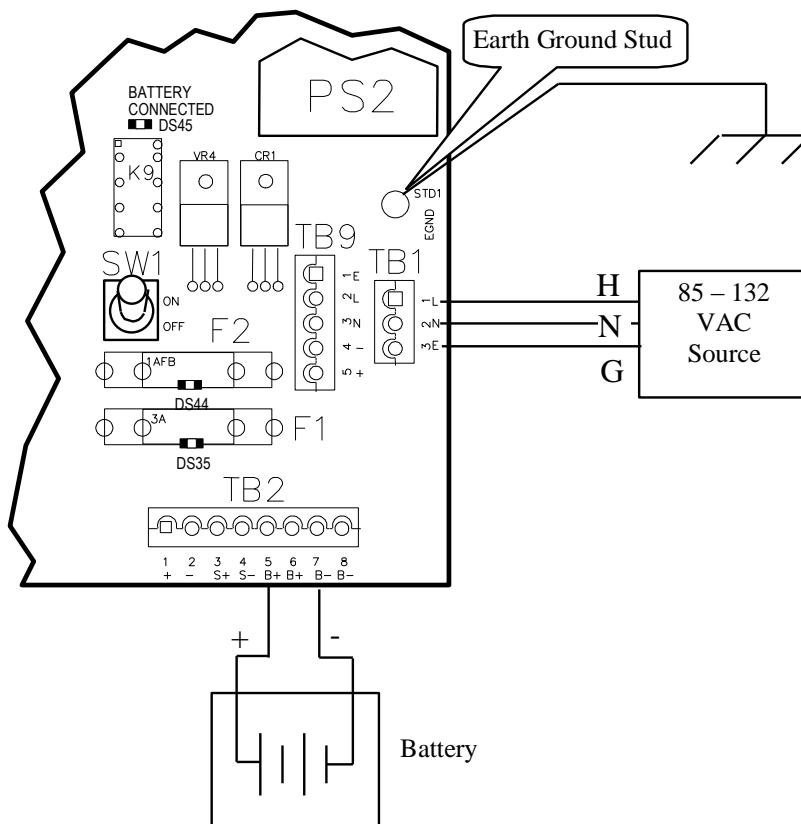 Earth Ground Stud
PS2
BATTERY
CONNECTED
DS45
K9
VR4
CR1
STD1
EGND
SW1
ON
OFF
TB9
1 E
2 L
3 N
4 -
5 +
TB1
1 L
2 N
3 E
H
N
G
85 – 132
VAC
Source
F2
1AFB
DS44
3A
F1
DS35
TB2
1 2 3 4 5 6 7 8
+ - S+ S- B+ B+ B- B-
+ -
Battery